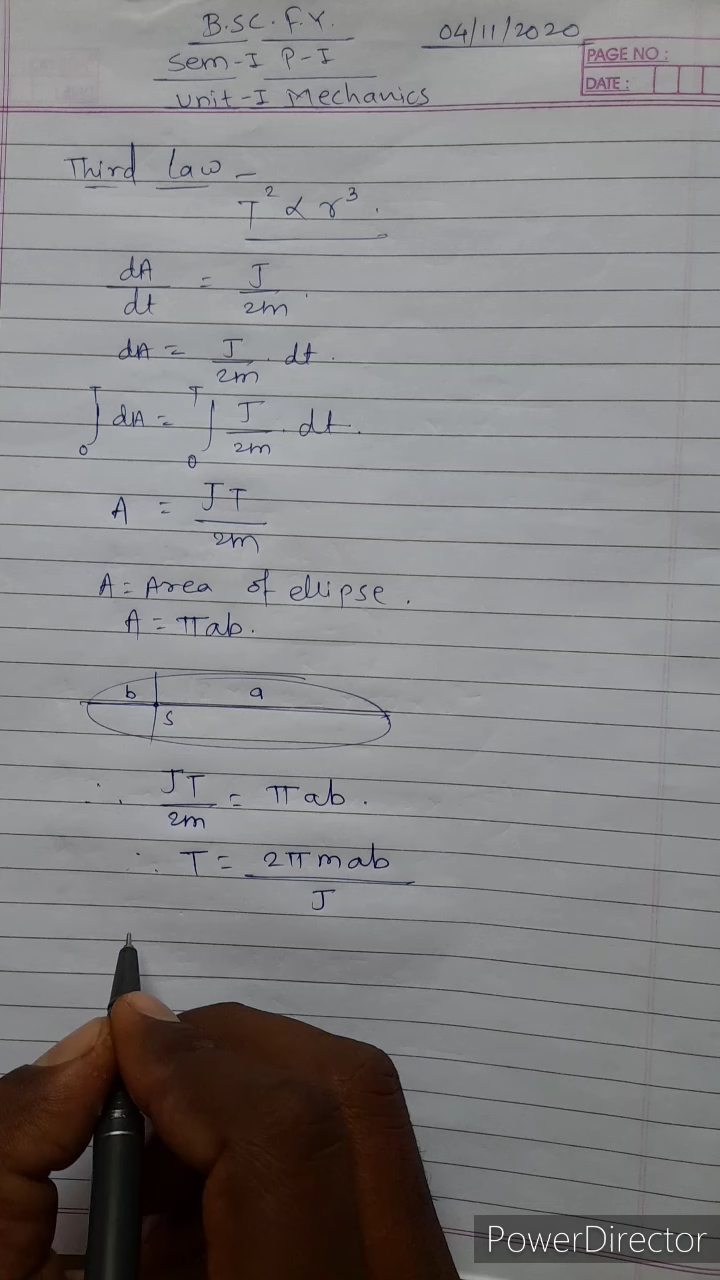 B.SC. F.Y.
04/11/2020
Sem-I P-I
Unit-I Mechanics
PAGE NO :
DATE :
Third law -
T² ∝ r³.
dA/dt = J/2m.
dA = J/2m . dt.
∫₀ᵀ dA = ∫₀ᵀ J/2m . dt.
A = JT/2m
A = Area of ellipse.
A = πab.
b a
S
∴ JT/2m = πab.
∴ T = 2πmab/J
PowerDirector